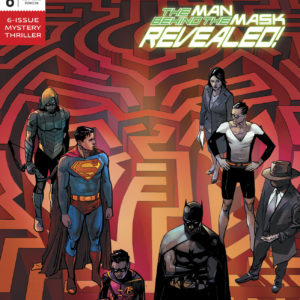 6
6-ISSUE
MYSTERY
THRILLER
THE MAN
BEHIND THE MASK
REVEALED!